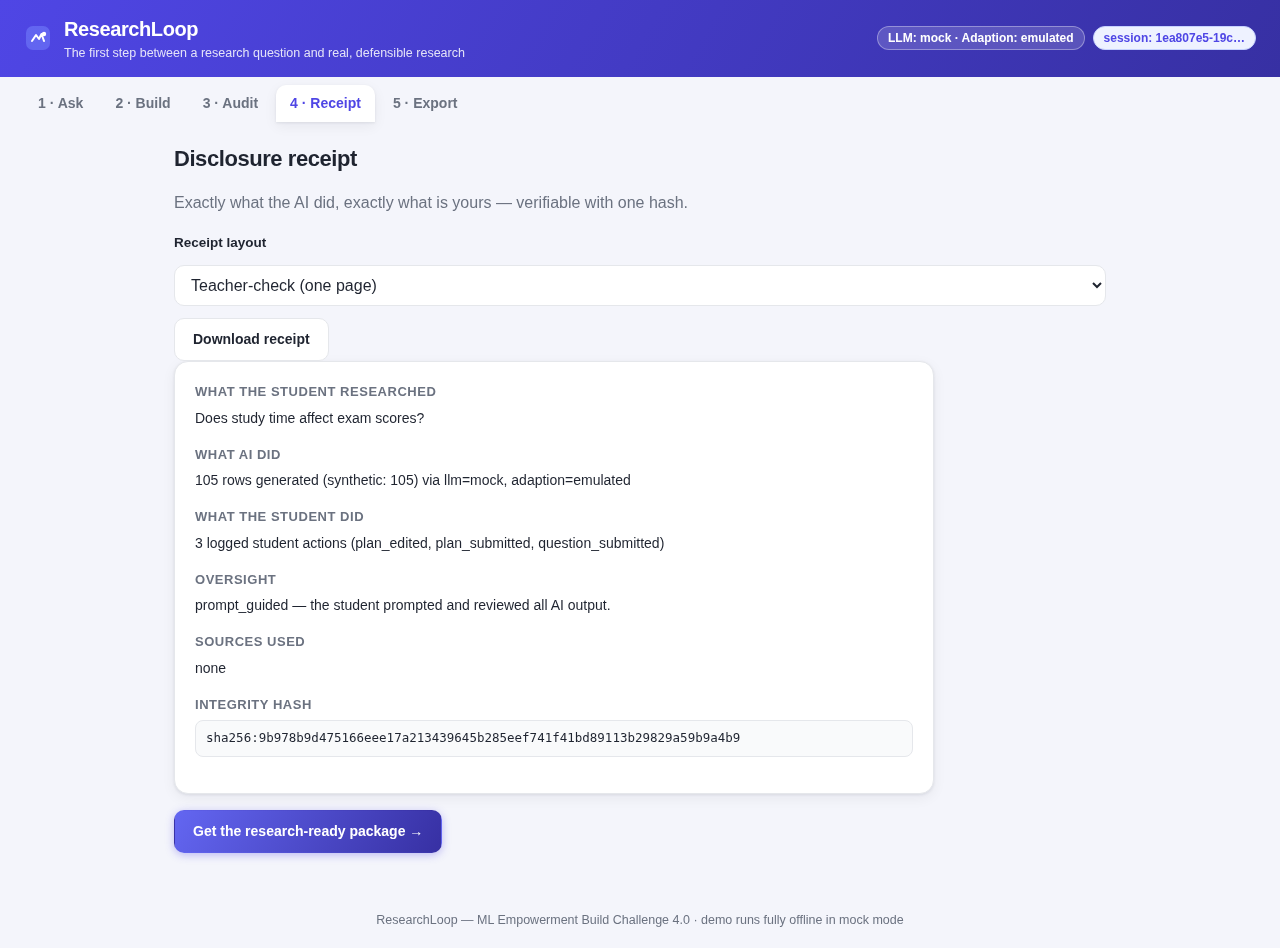 ResearchLoop
The first step between a research question and real, defensible research
LLM: mock · Adaption: emulated
session: 1ea807e5-19c…
1 · Ask
2 · Build
3 · Audit
4 · Receipt
5 · Export
Disclosure receipt
Exactly what the AI did, exactly what is yours — verifiable with one hash.
Receipt layout
Teacher-check (one page)
Download receipt
WHAT THE STUDENT RESEARCHED
Does study time affect exam scores?
WHAT AI DID
105 rows generated (synthetic: 105) via llm=mock, adaption=emulated
WHAT THE STUDENT DID
3 logged student actions (plan_edited, plan_submitted, question_submitted)
OVERSIGHT
prompt_guided — the student prompted and reviewed all AI output.
SOURCES USED
none
INTEGRITY HASH
sha256:9b978b9d475166eee17a213439645b285eef741f41bd89113b29829a59b9a4b9
Get the research-ready package →
ResearchLoop — ML Empowerment Build Challenge 4.0 · demo runs fully offline in mock mode